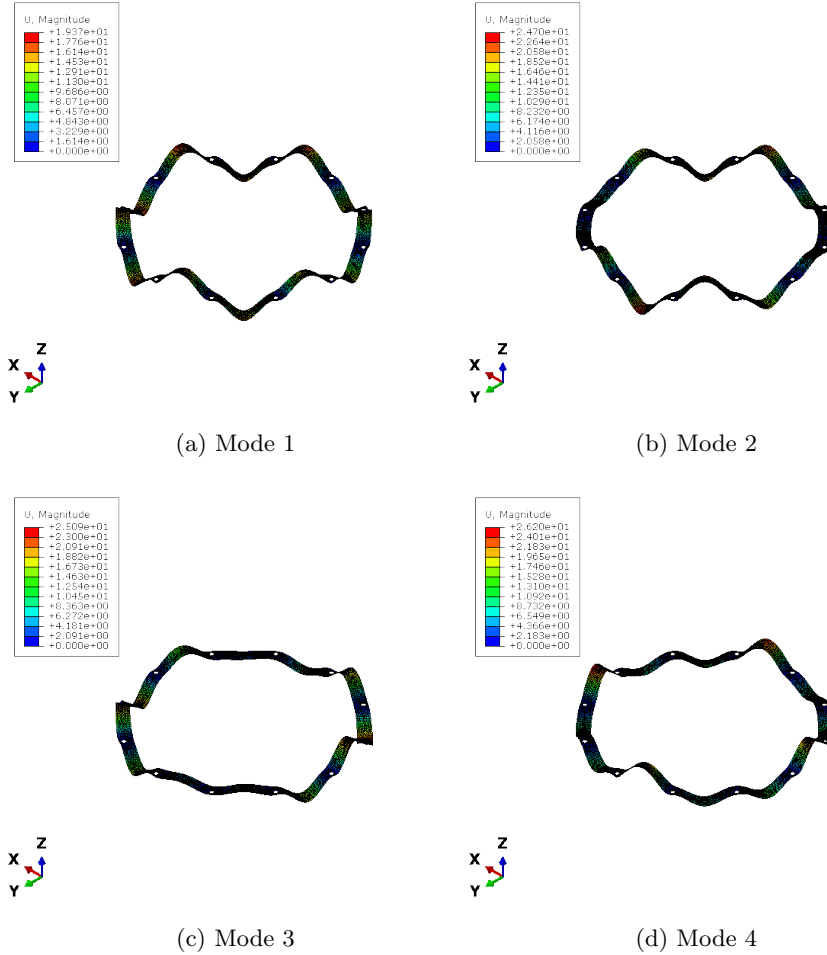 U, Magnitude
+1.937e+01
+1.776e+01
+1.614e+01
+1.453e+01
+1.291e+01
+1.130e+01
+9.686e+00
+8.071e+00
+6.457e+00
+4.843e+00
+3.229e+00
+1.614e+00
+0.000e+00
Z
X
Y
(a) Mode 1
U, Magnitude
+2.470e+01
+2.264e+01
+2.058e+01
+1.852e+01
+1.646e+01
+1.441e+01
+1.235e+01
+1.029e+01
+8.232e+00
+6.174e+00
+4.116e+00
+2.058e+00
+0.000e+00
Z
X
Y
(b) Mode 2
U, Magnitude
+2.509e+01
+2.300e+01
+2.091e+01
+1.882e+01
+1.673e+01
+1.463e+01
+1.254e+01
+1.045e+01
+8.363e+00
+6.272e+00
+4.181e+00
+2.091e+00
+0.000e+00
Z
X
Y
(c) Mode 3
U, Magnitude
+2.620e+01
+2.401e+01
+2.183e+01
+1.965e+01
+1.746e+01
+1.528e+01
+1.310e+01
+1.092e+01
+8.732e+00
+6.549e+00
+4.366e+00
+2.183e+00
+0.000e+00
Z
X
Y
(d) Mode 4